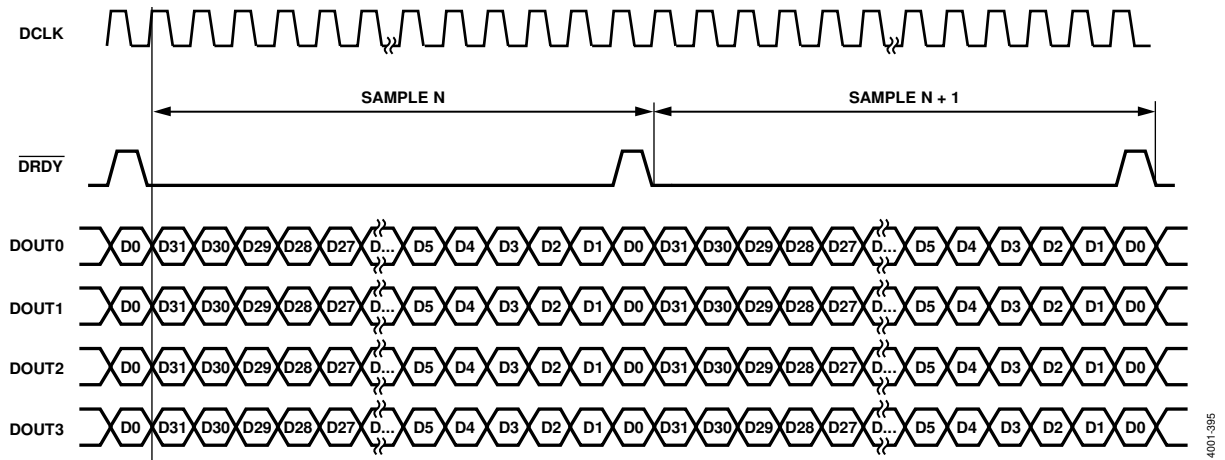 DCLK
SAMPLE N SAMPLE N + 1
DRDY
DOUT0 D0 D31 D30 D29 D28 D27 D... D5 D4 D3 D2 D1 D0 D31 D30 D29 D28 D27 D... D5 D4 D3 D2 D1 D0
DOUT1 D0 D31 D30 D29 D28 D27 D... D5 D4 D3 D2 D1 D0 D31 D30 D29 D28 D27 D... D5 D4 D3 D2 D1 D0
DOUT2 D0 D31 D30 D29 D28 D27 D... D5 D4 D3 D2 D1 D0 D31 D30 D29 D28 D27 D... D5 D4 D3 D2 D1 D0
DOUT3 D0 D31 D30 D29 D28 D27 D... D5 D4 D3 D2 D1 D0 D31 D30 D29 D28 D27 D... D5 D4 D3 D2 D1 D0
4001-395